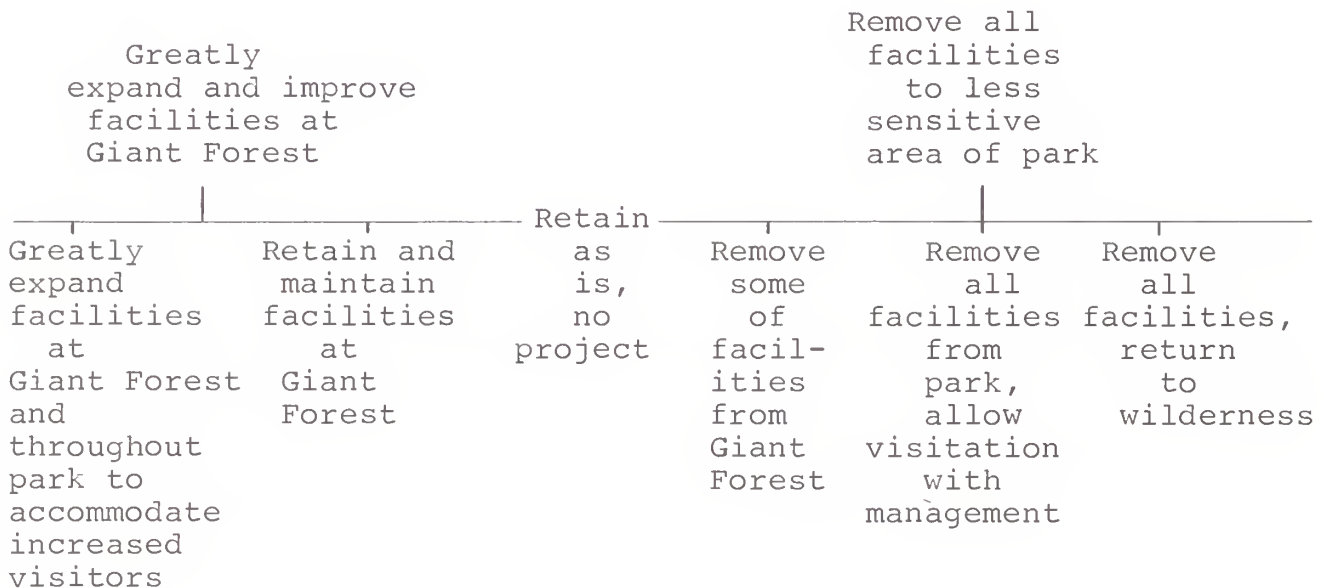 Greatly
expand and improve
facilities at
Giant Forest
Remove all
facilities
to less
sensitive
area of park
Greatly
expand
facilities
at
Giant Forest
and
throughout
park to
accommodate
increased
visitors
Retain and
maintain
facilities
at
Giant
Forest
Retain
as
is,
no
project
Remove
some
of
facil-
ities
from
Giant
Forest
Remove
all
facilities
from
park,
allow
visitation
with
management
Remove
all
facilities,
return
to
wilderness